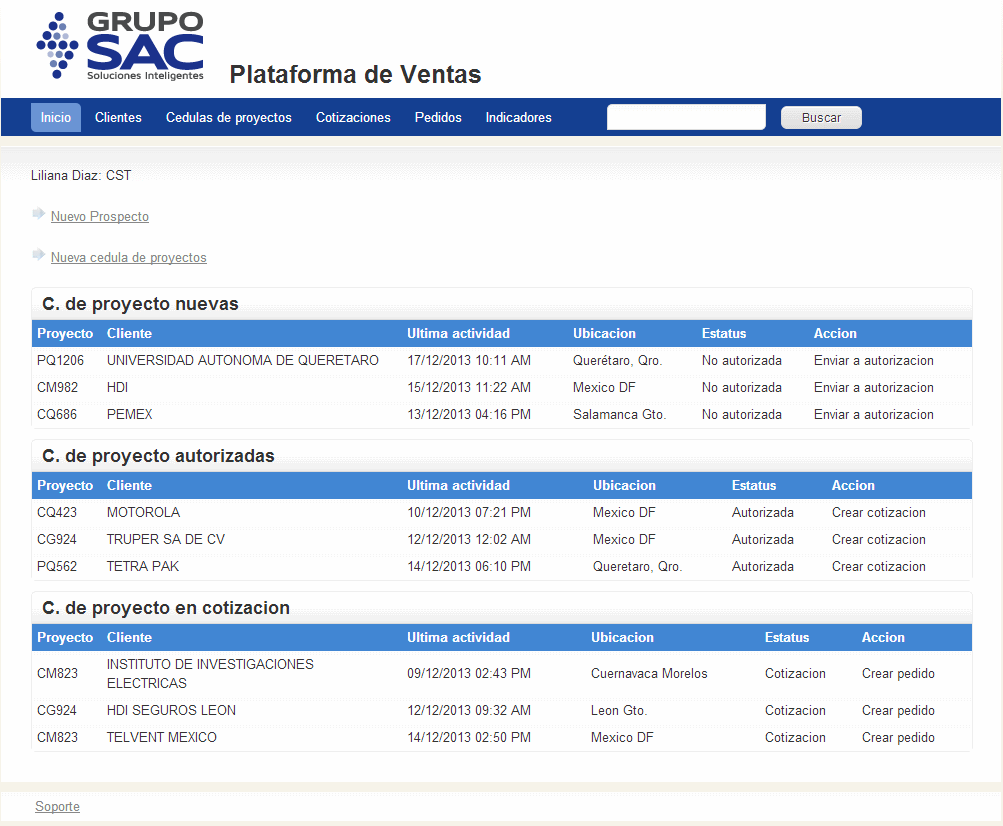 GRUPO
SAC
Soluciones Inteligentes
Plataforma de Ventas
Inicio Clientes Cedulas de proyectos Cotizaciones Pedidos Indicadores Buscar
Liliana Diaz: CST
Nuevo Prospecto
Nueva cedula de proyectos
C. de proyecto nuevas
Proyecto Cliente Ultima actividad Ubicacion Estatus Accion
PQ1206 UNIVERSIDAD AUTONOMA DE QUERETARO 17/12/2013 10:11 AM Querétaro, Qro. No autorizada Enviar a autorizacion
CM982 HDI 15/12/2013 11:22 AM Mexico DF No autorizada Enviar a autorizacion
CQ686 PEMEX 13/12/2013 04:16 PM Salamanca Gto. No autorizada Enviar a autorizacion
C. de proyecto autorizadas
Proyecto Cliente Ultima actividad Ubicacion Estatus Accion
CQ423 MOTOROLA 10/12/2013 07:21 PM Mexico DF Autorizada Crear cotizacion
CG924 TRUPER SA DE CV 12/12/2013 12:02 AM Mexico DF Autorizada Crear cotizacion
PQ562 TETRA PAK 14/12/2013 06:10 PM Queretaro, Qro. Autorizada Crear cotizacion
C. de proyecto en cotizacion
Proyecto Cliente Ultima actividad Ubicacion Estatus Accion
CM823 INSTITUTO DE INVESTIGACIONES
ELECTRICAS 09/12/2013 02:43 PM Cuernavaca Morelos Cotizacion Crear pedido
CG924 HDI SEGUROS LEON 12/12/2013 09:32 AM Leon Gto. Cotizacion Crear pedido
CM823 TELVENT MEXICO 14/12/2013 02:50 PM Mexico DF Cotizacion Crear pedido
Soporte